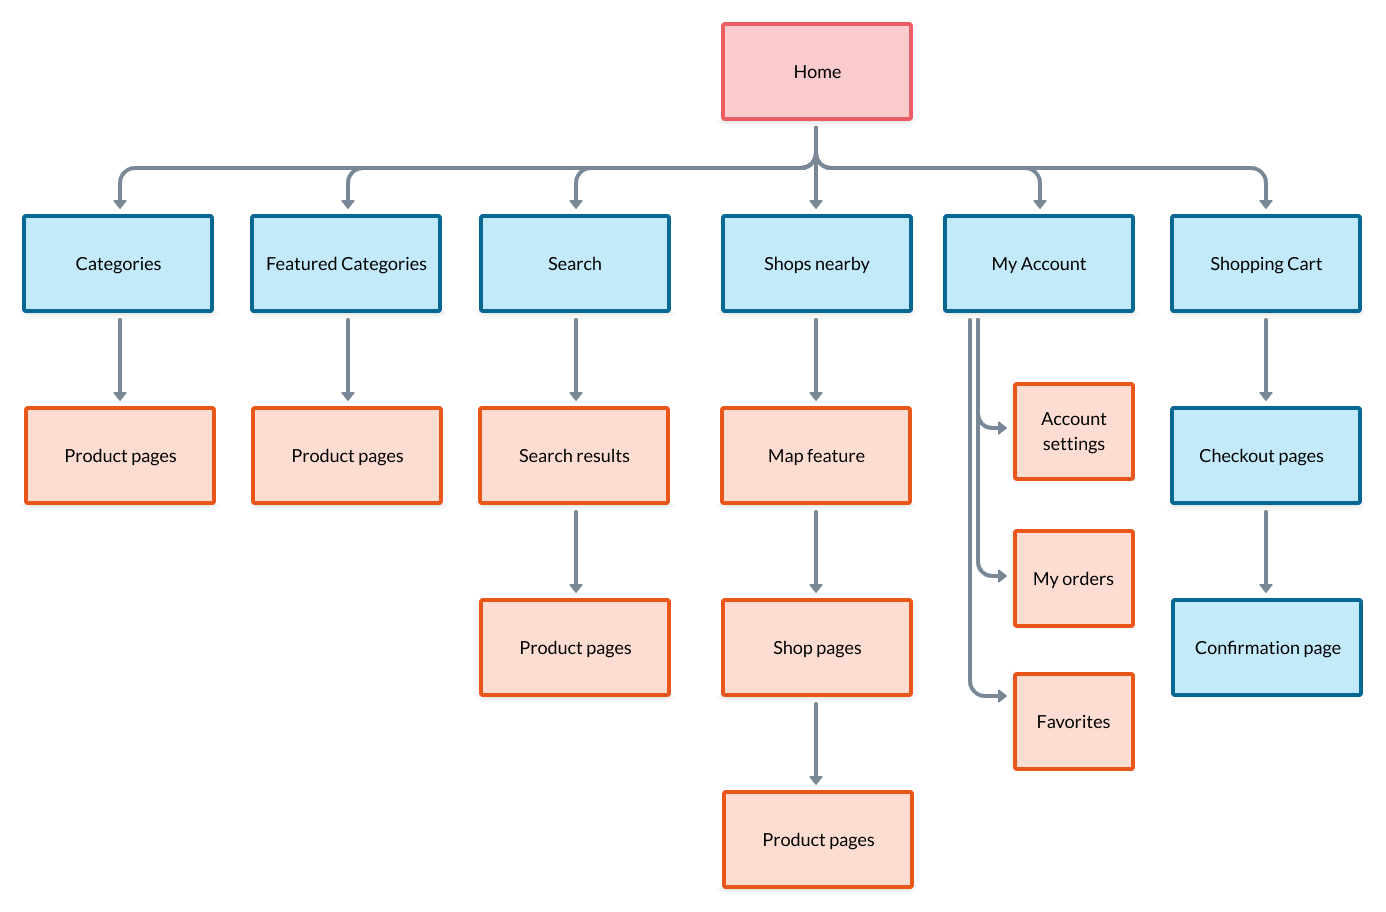 Home
Categories
Featured Categories
Search
Shops nearby
My Account
Shopping Cart
Product pages
Product pages
Search results
Map feature
Account
settings
Checkout pages
My orders
Product pages
Shop pages
Confirmation page
Favorites
Product pages